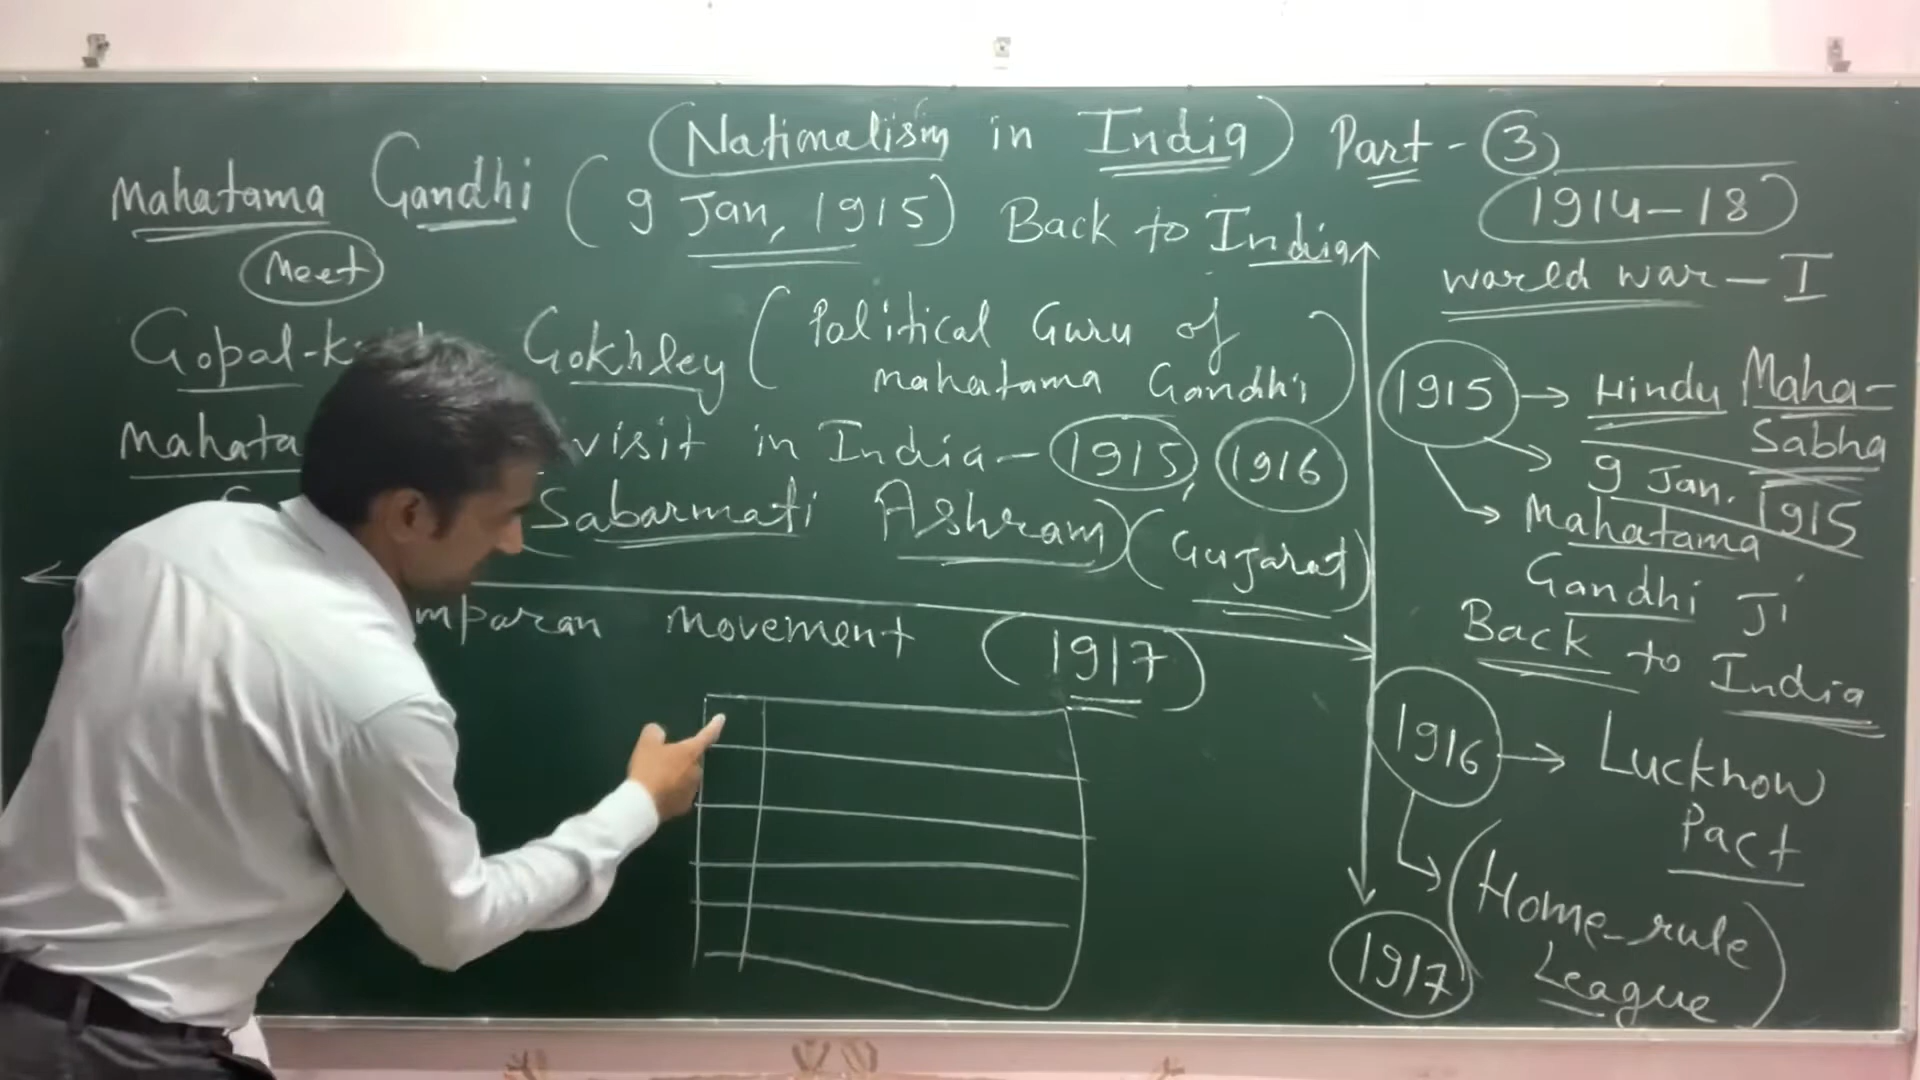 (Nationalism in India) Part - 3
Mahatama Gandhi (9 Jan, 1915) Back to India
Meet
Gopal- Gokhley (Political Guru of
mahatama Gandhi)
visit in India - 1915, 1916
Sabarmati Ashram) (Gujarat)
movement (1917)
1914-18
world war - I
1915 → Hindu Maha-
Sabha
→ 9 Jan. 1915
→ Mahatama
Gandhi Ji
Back to India
1916 → Lucknow
Pact
→ (Home-rule
League)
1917